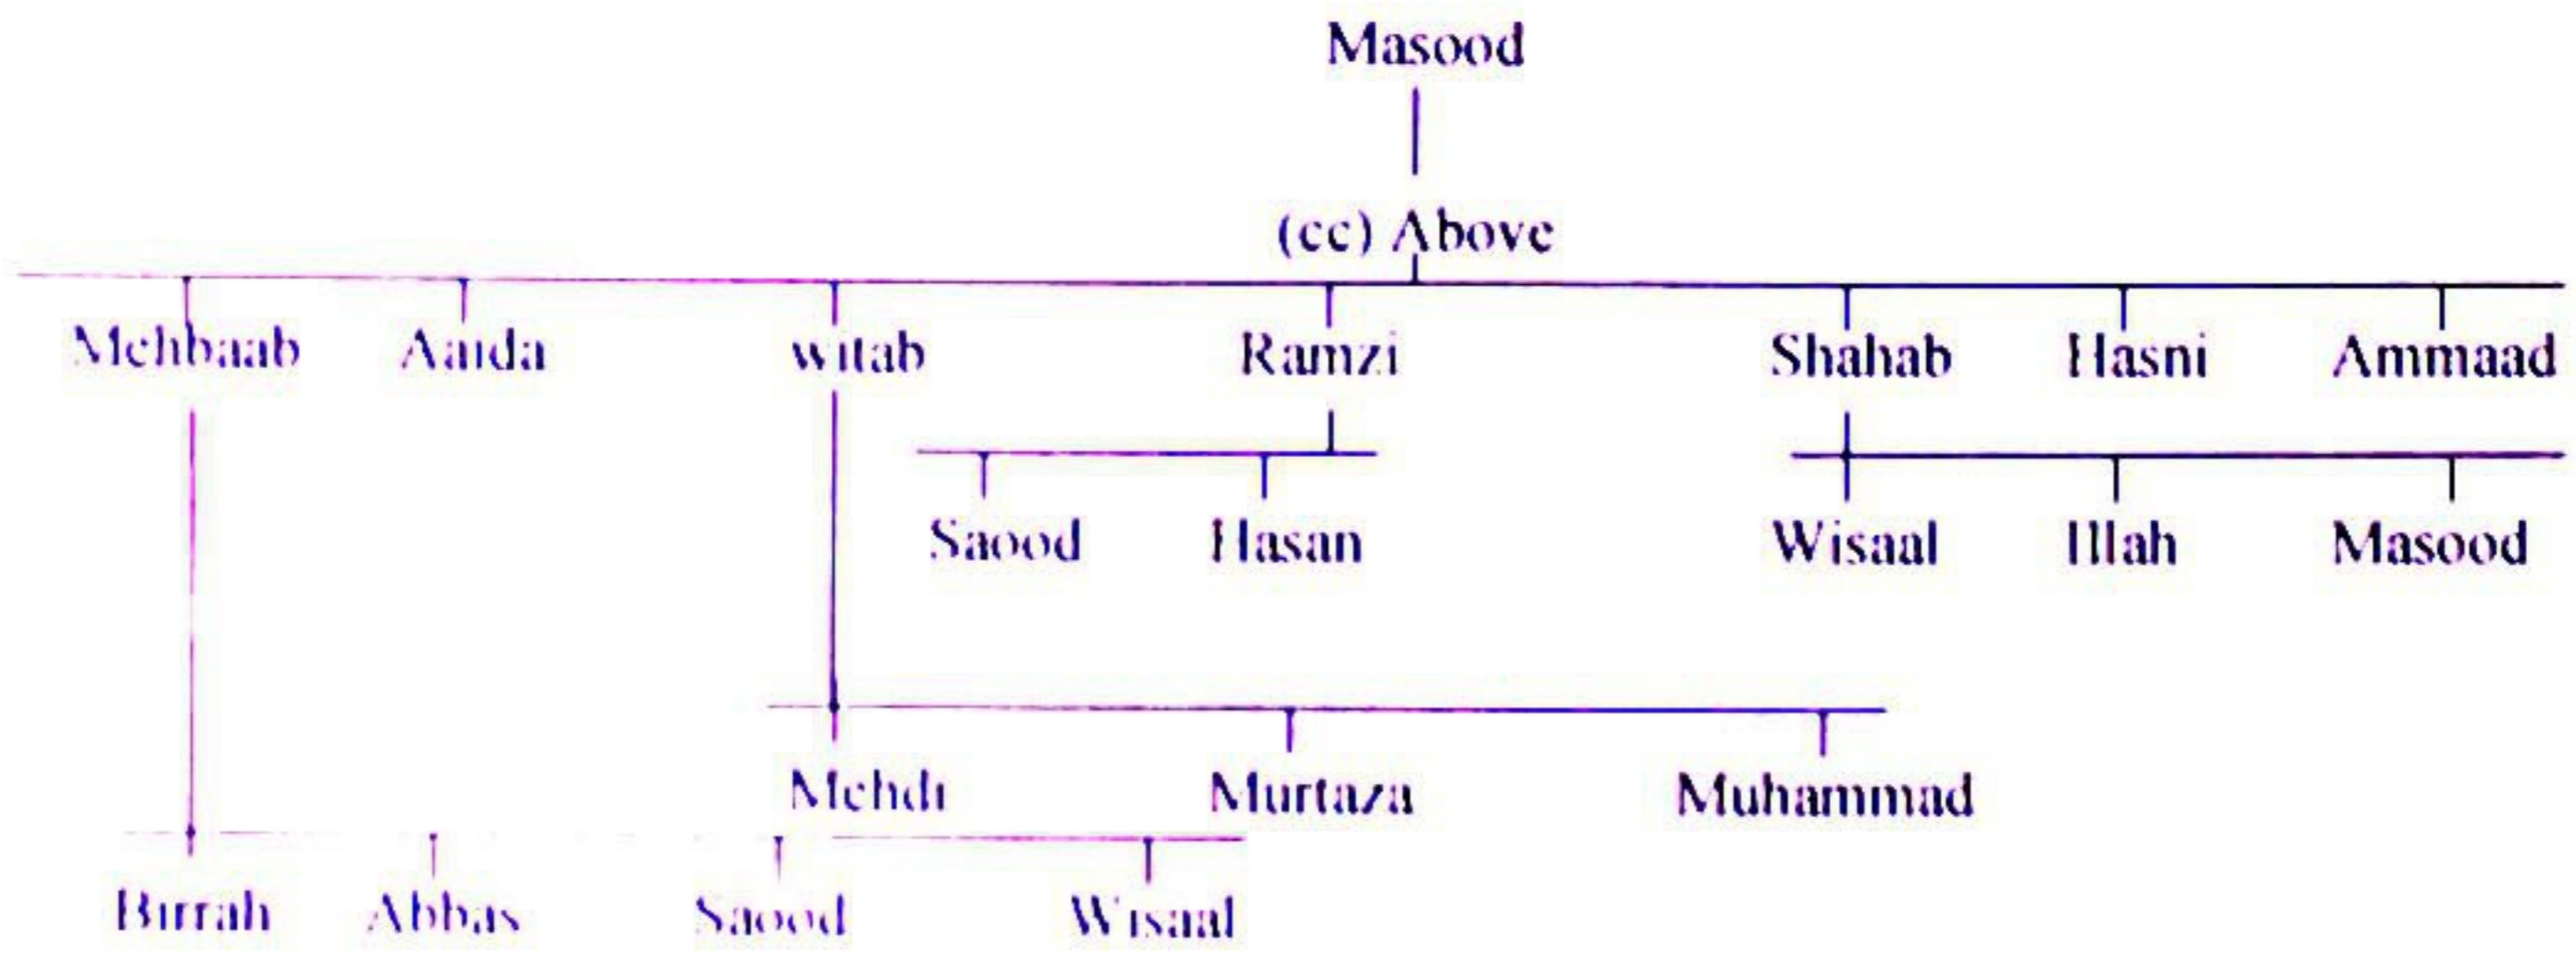 Masood
(cc) Above
Mehbaab Aaida witab Ramzi Shahab Hasni Ammaad
Saood Hasan Wisaal Illah Masood
Mehdi Murtaza Muhammad
Birrah Abbas Saood Wisaal